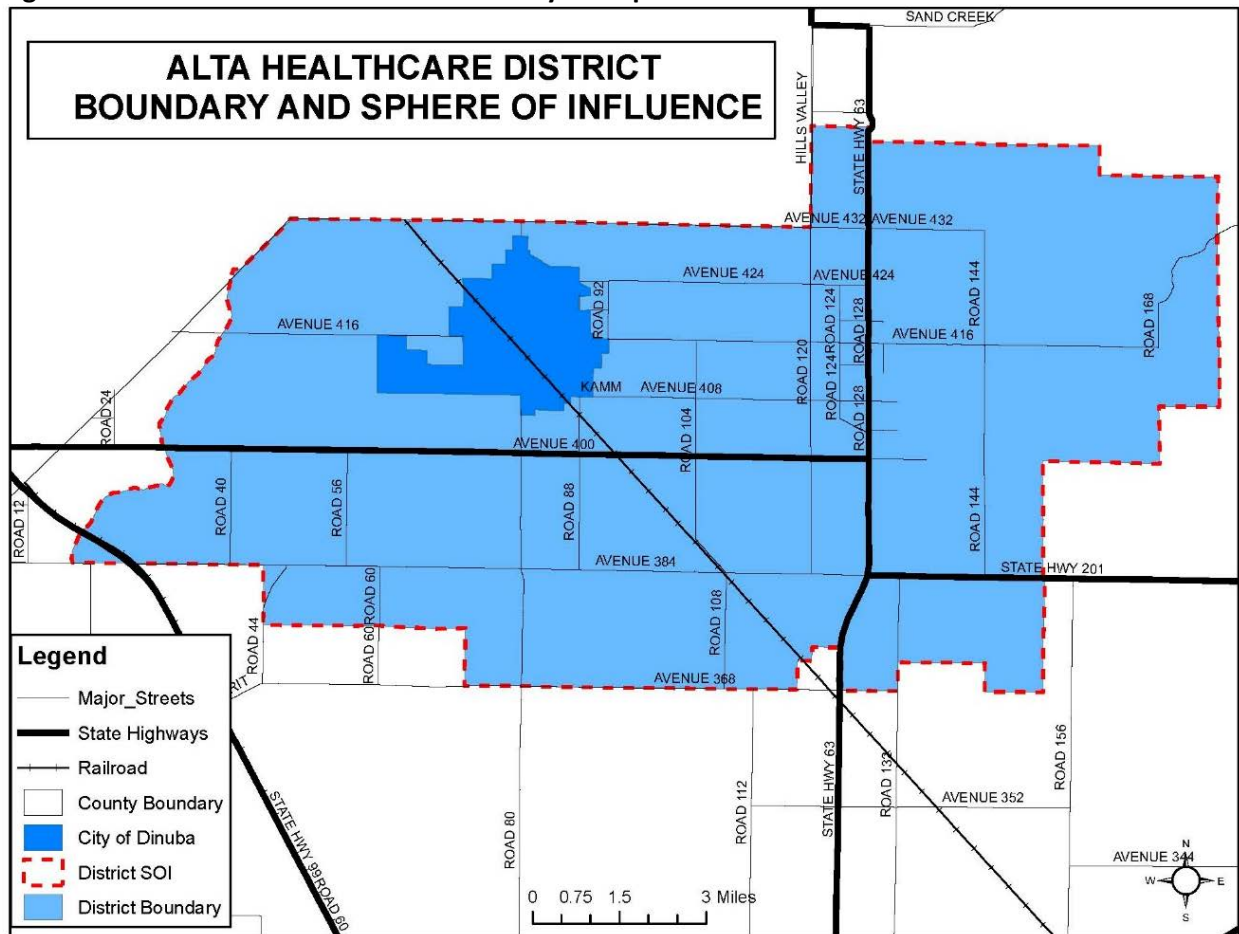 SAND CREEK
ALTA HEALTHCARE DISTRICT
BOUNDARY AND SPHERE OF INFLUENCE
HILLS VALLEY
STATE HWY 63
AVENUE 432
AVENUE 432
AVENUE 424
AVENUE 424
ROAD 92
ROAD 144
ROAD 168
ROAD 124
ROAD 128
AVENUE 416
AVENUE 416
ROAD 120
ROAD 124
KAMM
AVENUE 408
ROAD 24
ROAD 104
ROAD 128
AVENUE 400
ROAD 12
ROAD 40
ROAD 56
ROAD 88
ROAD 144
AVENUE 384
STATE HWY 201
ROAD 60
ROAD 44
ROAD 60
ROAD 108
AVENUE 368
Legend
Major_Streets
State Highways
Railroad
County Boundary
City of Dinuba
District SOI
District Boundary
STATE HWY 99
ROAD 60
ROAD 80
ROAD 112
STATE HWY 63
ROAD 132
ROAD 156
AVENUE 352
AVENUE 344
0 0.75 1.5 3 Miles
N
W E
S